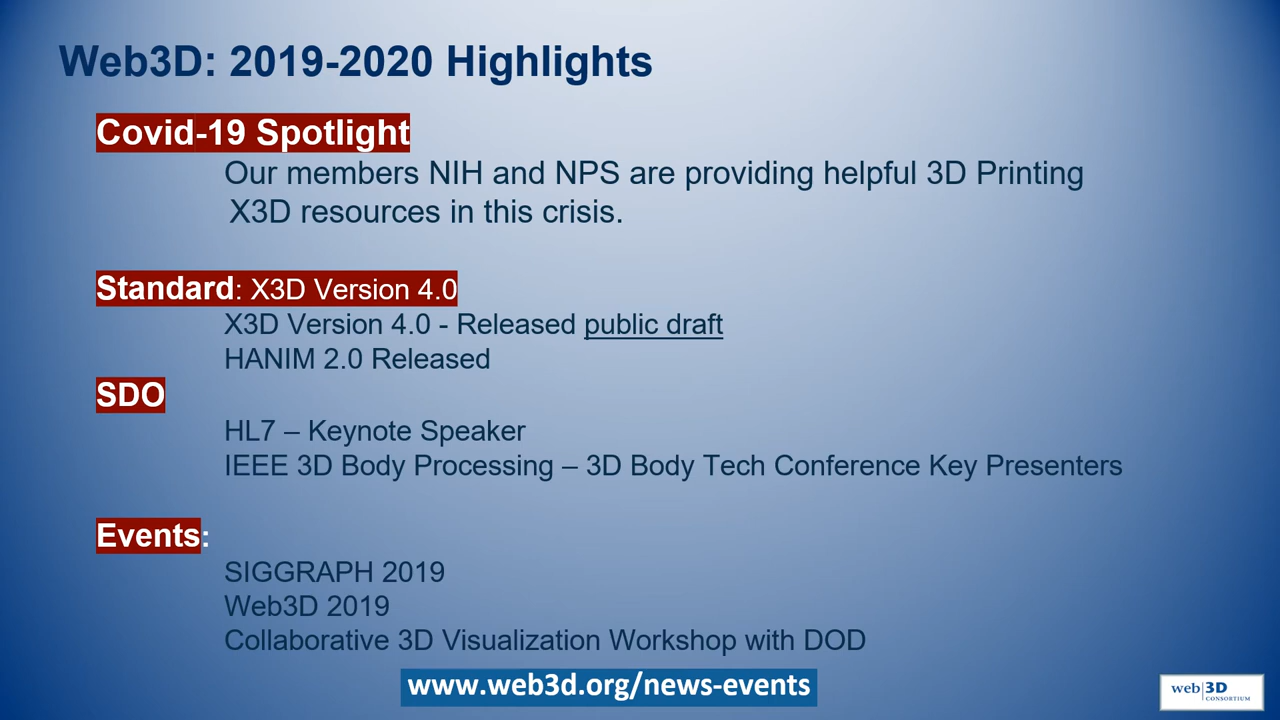 Web3D: 2019-2020 Highlights
Covid-19 Spotlight
Our members NIH and NPS are providing helpful 3D Printing
X3D resources in this crisis.
Standard: X3D Version 4.0
X3D Version 4.0 - Released public draft
HANIM 2.0 Released
SDO
HL7 – Keynote Speaker
IEEE 3D Body Processing – 3D Body Tech Conference Key Presenters
Events:
SIGGRAPH 2019
Web3D 2019
Collaborative 3D Visualization Workshop with DOD
www.web3d.org/news-events
web|3D
CONSORTIUM